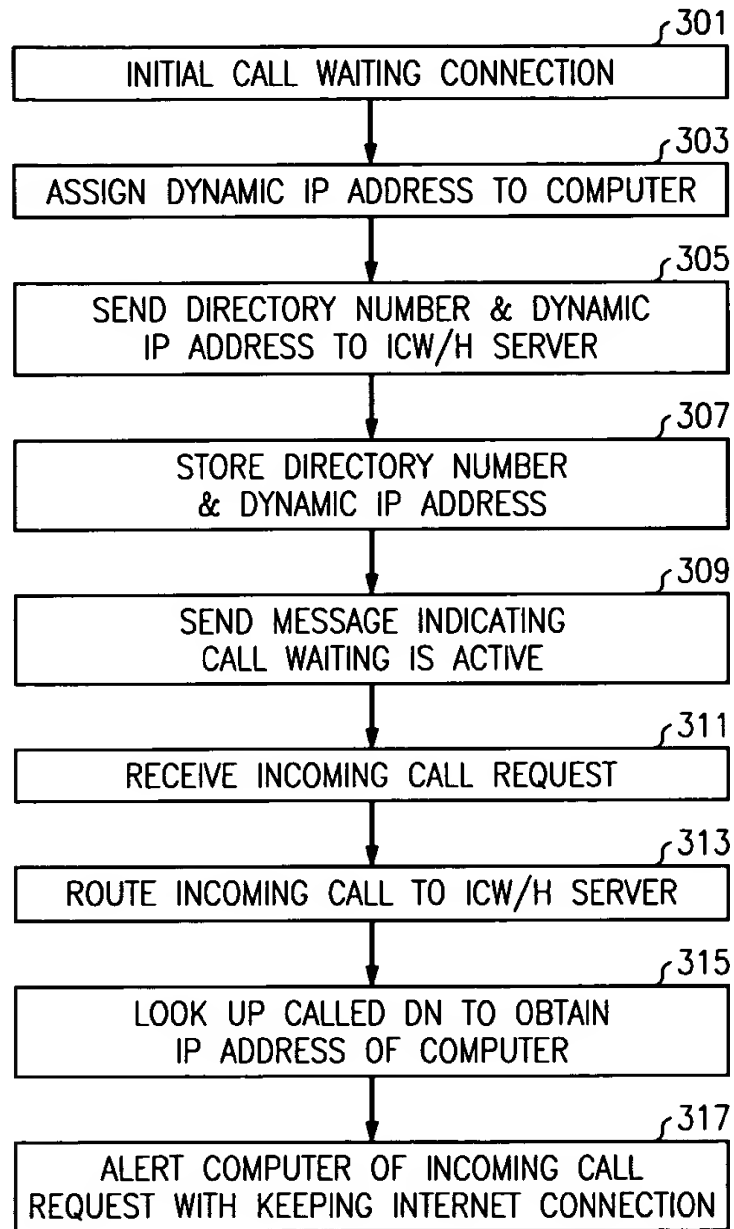 301
INITIAL CALL WAITING CONNECTION
303
ASSIGN DYNAMIC IP ADDRESS TO COMPUTER
305
SEND DIRECTORY NUMBER & DYNAMIC
IP ADDRESS TO ICW/H SERVER
307
STORE DIRECTORY NUMBER
& DYNAMIC IP ADDRESS
309
SEND MESSAGE INDICATING
CALL WAITING IS ACTIVE
311
RECEIVE INCOMING CALL REQUEST
313
ROUTE INCOMING CALL TO ICW/H SERVER
315
LOOK UP CALLED DN TO OBTAIN
IP ADDRESS OF COMPUTER
317
ALERT COMPUTER OF INCOMING CALL
REQUEST WITH KEEPING INTERNET CONNECTION